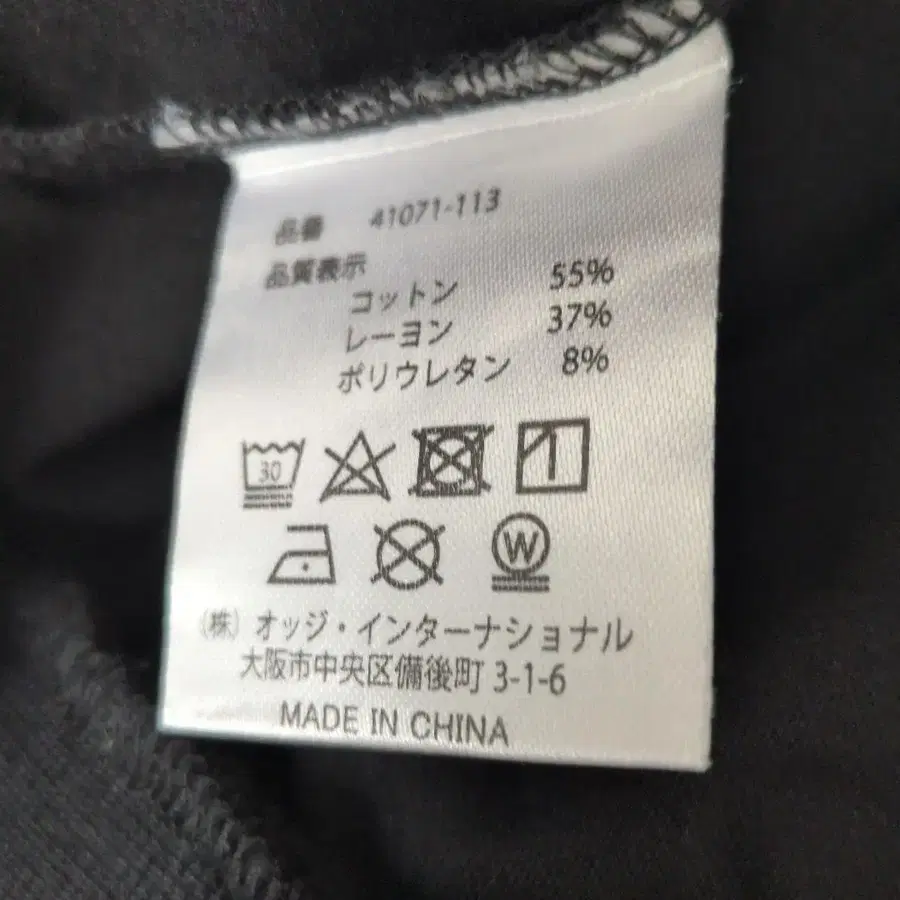 品番 41071-113
品質表示
コットン 55%
レーヨン 37%
ポリウレタン 8%
30
W
（株）オッジ・インターナショナル
大阪市中央区備後町 3-1-6
MADE IN CHINA